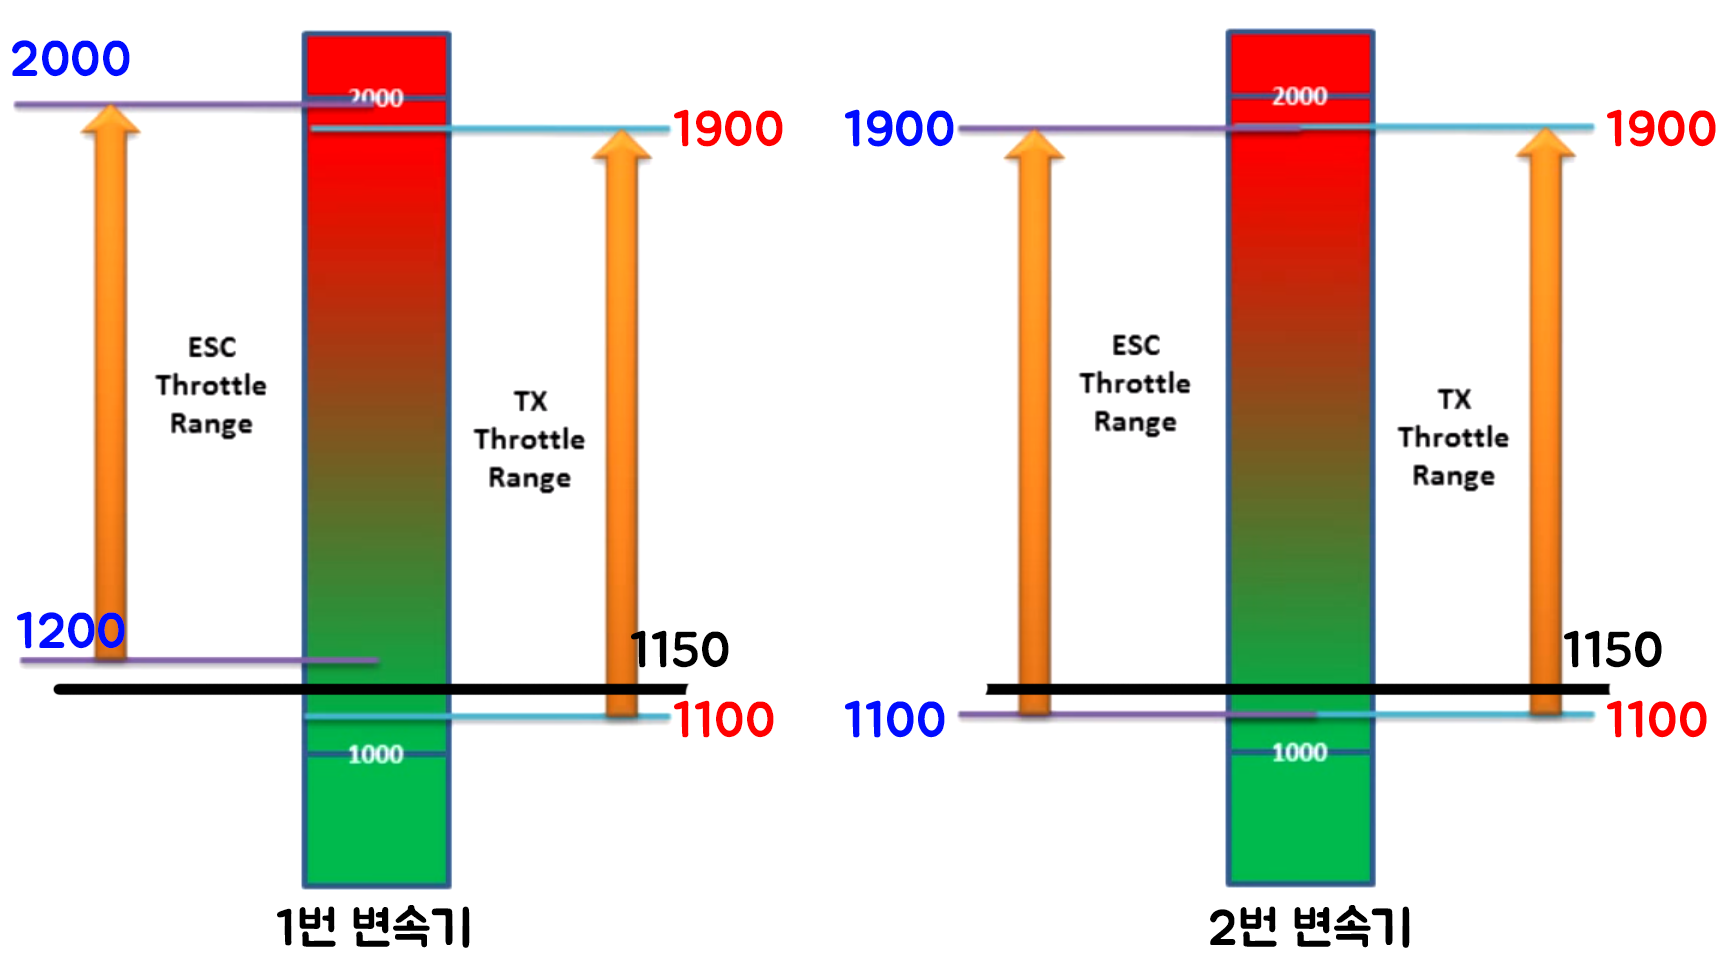 2000
2000
1900
ESC
Throttle
Range
TX
Throttle
Range
1200
1150
1100
1000
1번 변속기
2000
1900
1900
ESC
Throttle
Range
TX
Throttle
Range
1150
1100
1100
1000
2번 변속기